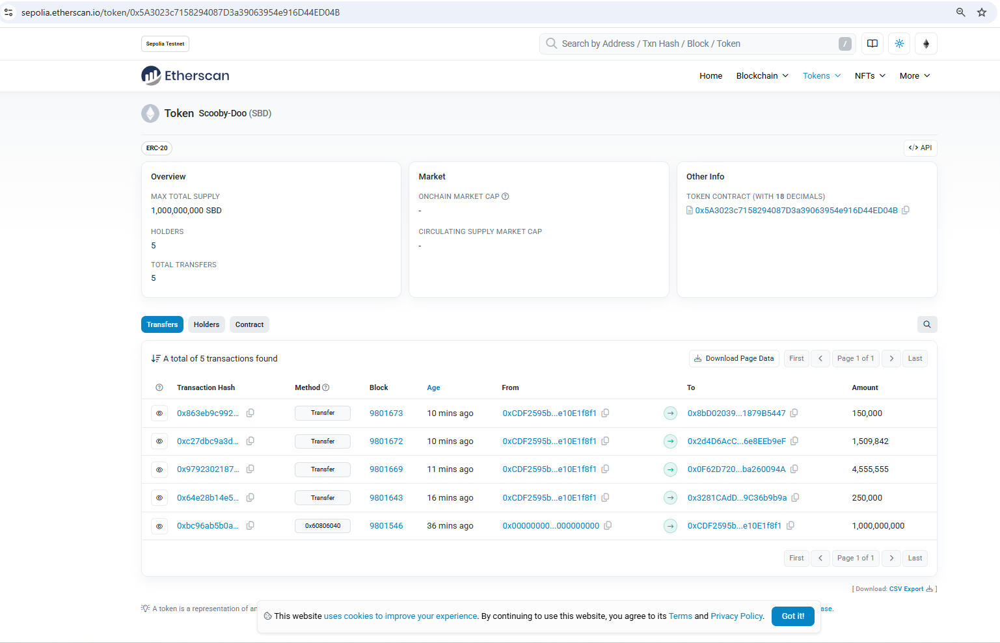 sepolia.etherscan.io/token/0x5A3023c7158294087D3a39063954e916D44ED04B
Sepolia Testnet
Search by Address / Txn Hash / Block / Token
/
Etherscan
Home Blockchain Tokens NFTs More
Token Scooby-Doo (SBD)
ERC-20
</> API
Overview
MAX TOTAL SUPPLY
1,000,000,000 SBD
HOLDERS
5
TOTAL TRANSFERS
5
Market
ONCHAIN MARKET CAP
-
CIRCULATING SUPPLY MARKET CAP
-
Other Info
TOKEN CONTRACT (WITH 18 DECIMALS)
0x5A3023c7158294087D3a39063954e916D44ED04B
Transfers Holders Contract
A total of 5 transactions found
Download Page Data First Page 1 of 1 Last
Transaction Hash Method Block Age From To Amount
0x863eb9c992... Transfer 9801673 10 mins ago 0xCDF2595b...e10E1f8f1 0x8bD02039...1879B5447 150,000
0xc27dbc9a3d... Transfer 9801672 10 mins ago 0xCDF2595b...e10E1f8f1 0x2d4D6AcC...6e8EEb9eF 1,509,842
0x9792302187... Transfer 9801669 11 mins ago 0xCDF2595b...e10E1f8f1 0x0F62D720...ba260094A 4,555,555
0x64e28b14e5... Transfer 9801643 16 mins ago 0xCDF2595b...e10E1f8f1 0x3281CAdD...9C36b9b9a 250,000
0xbc96ab5b0a... 0x60806040 9801546 36 mins ago 0x00000000...000000000 0xCDF2595b...e10E1f8f1 1,000,000,000
First Page 1 of 1 Last
[ Download: CSV Export ]
A token is a representation of an
ase.
This website uses cookies to improve your experience. By continuing to use this website, you agree to its Terms and Privacy Policy. Got it!